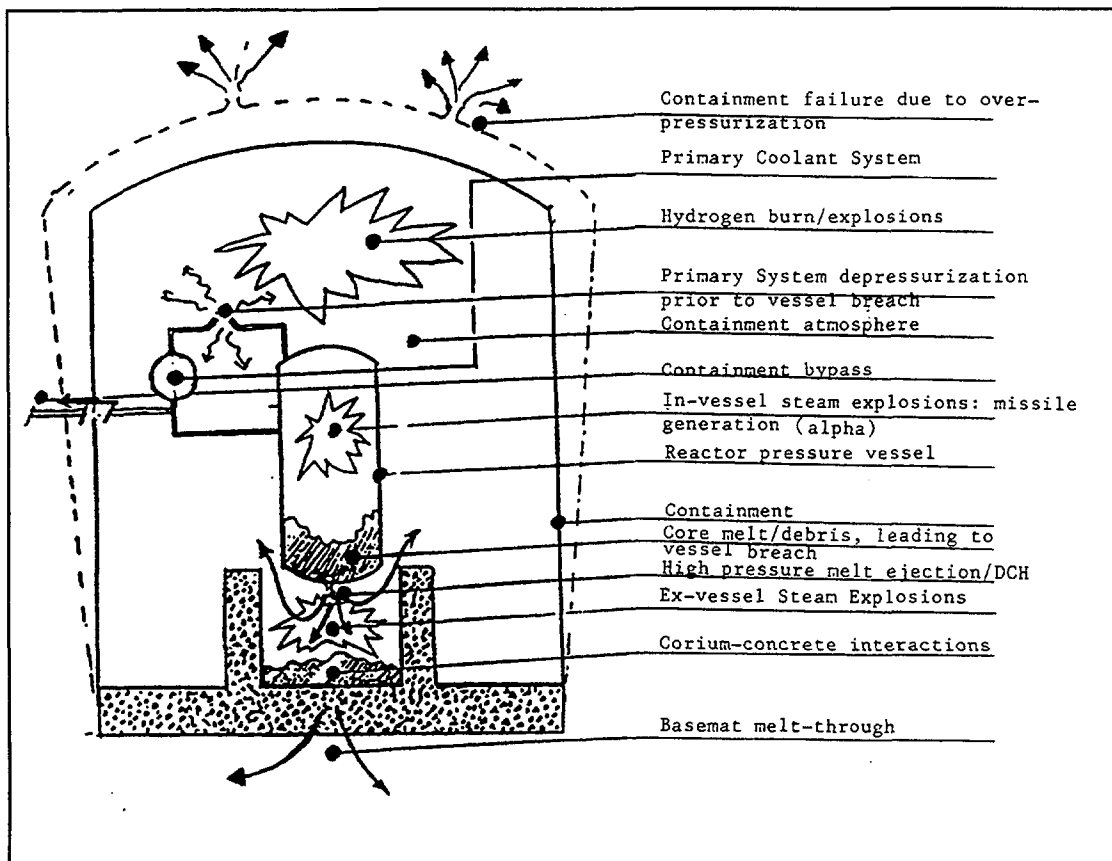 Containment failure due to over-
pressurization
Primary Coolant System
Hydrogen burn/explosions
Primary System depressurization
prior to vessel breach
Containment atmosphere
Containment bypass
In-vessel steam explosions: missile
generation (alpha)
Reactor pressure vessel
Containment
Core melt/debris, leading to
vessel breach
High pressure melt ejection/DCH
Ex-vessel Steam Explosions
Corium-concrete interactions
Basemat melt-through